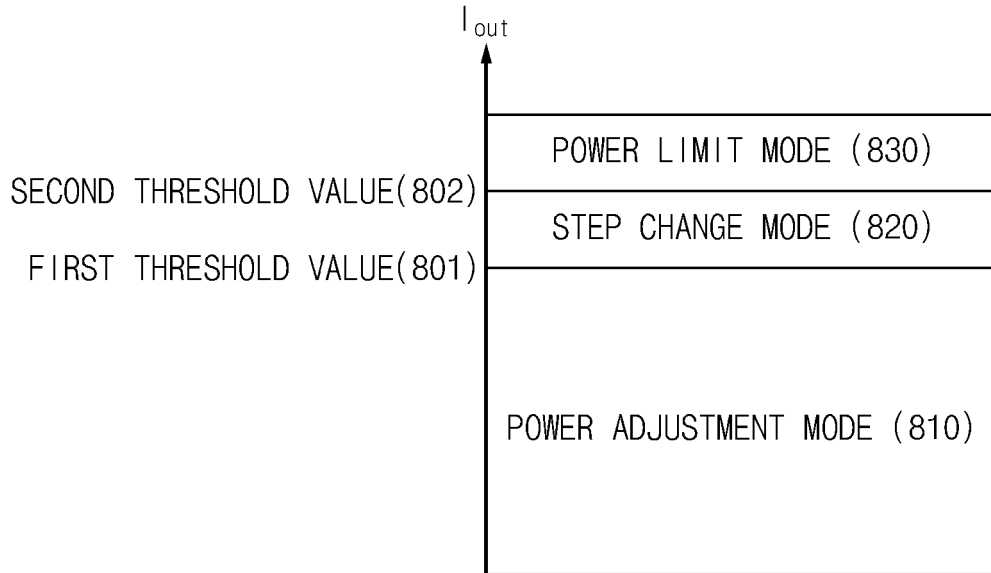 Iout
POWER LIMIT MODE (830)
SECOND THRESHOLD VALUE(802)
STEP CHANGE MODE (820)
FIRST THRESHOLD VALUE(801)
POWER ADJUSTMENT MODE (810)